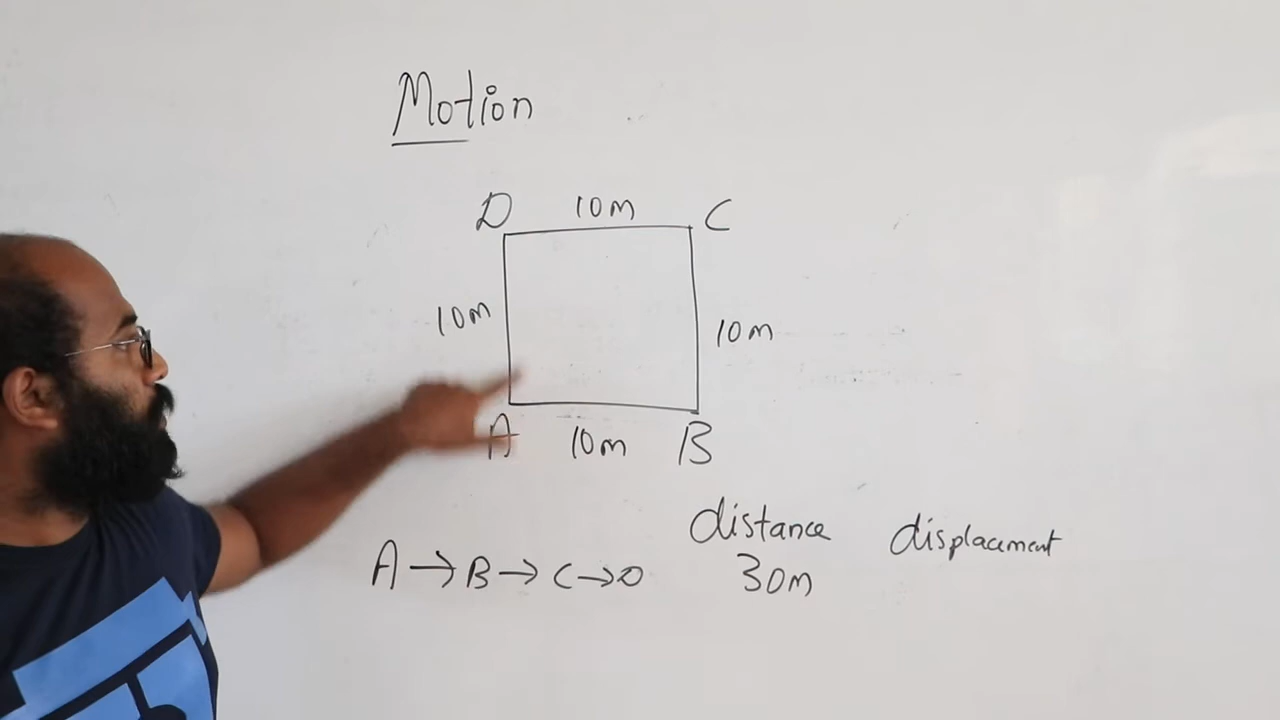 Motion
D 10m C
10m
10m
A 10m B
distance displacement
A → B → C → D 30m